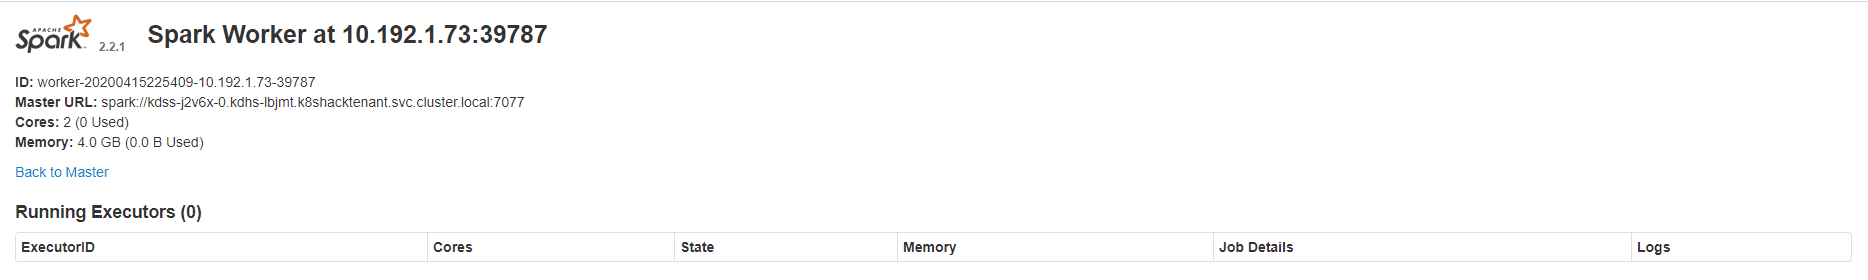 APACHE
Spark 2.2.1 Spark Worker at 10.192.1.73:39787
ID: worker-20200415225409-10.192.1.73-39787
Master URL: spark://kdss-j2v6x-0.kdhs-lbjmt.k8shacktenant.svc.cluster.local:7077
Cores: 2 (0 Used)
Memory: 4.0 GB (0.0 B Used)
Back to Master
Running Executors (0)
ExecutorID Cores State Memory Job Details Logs